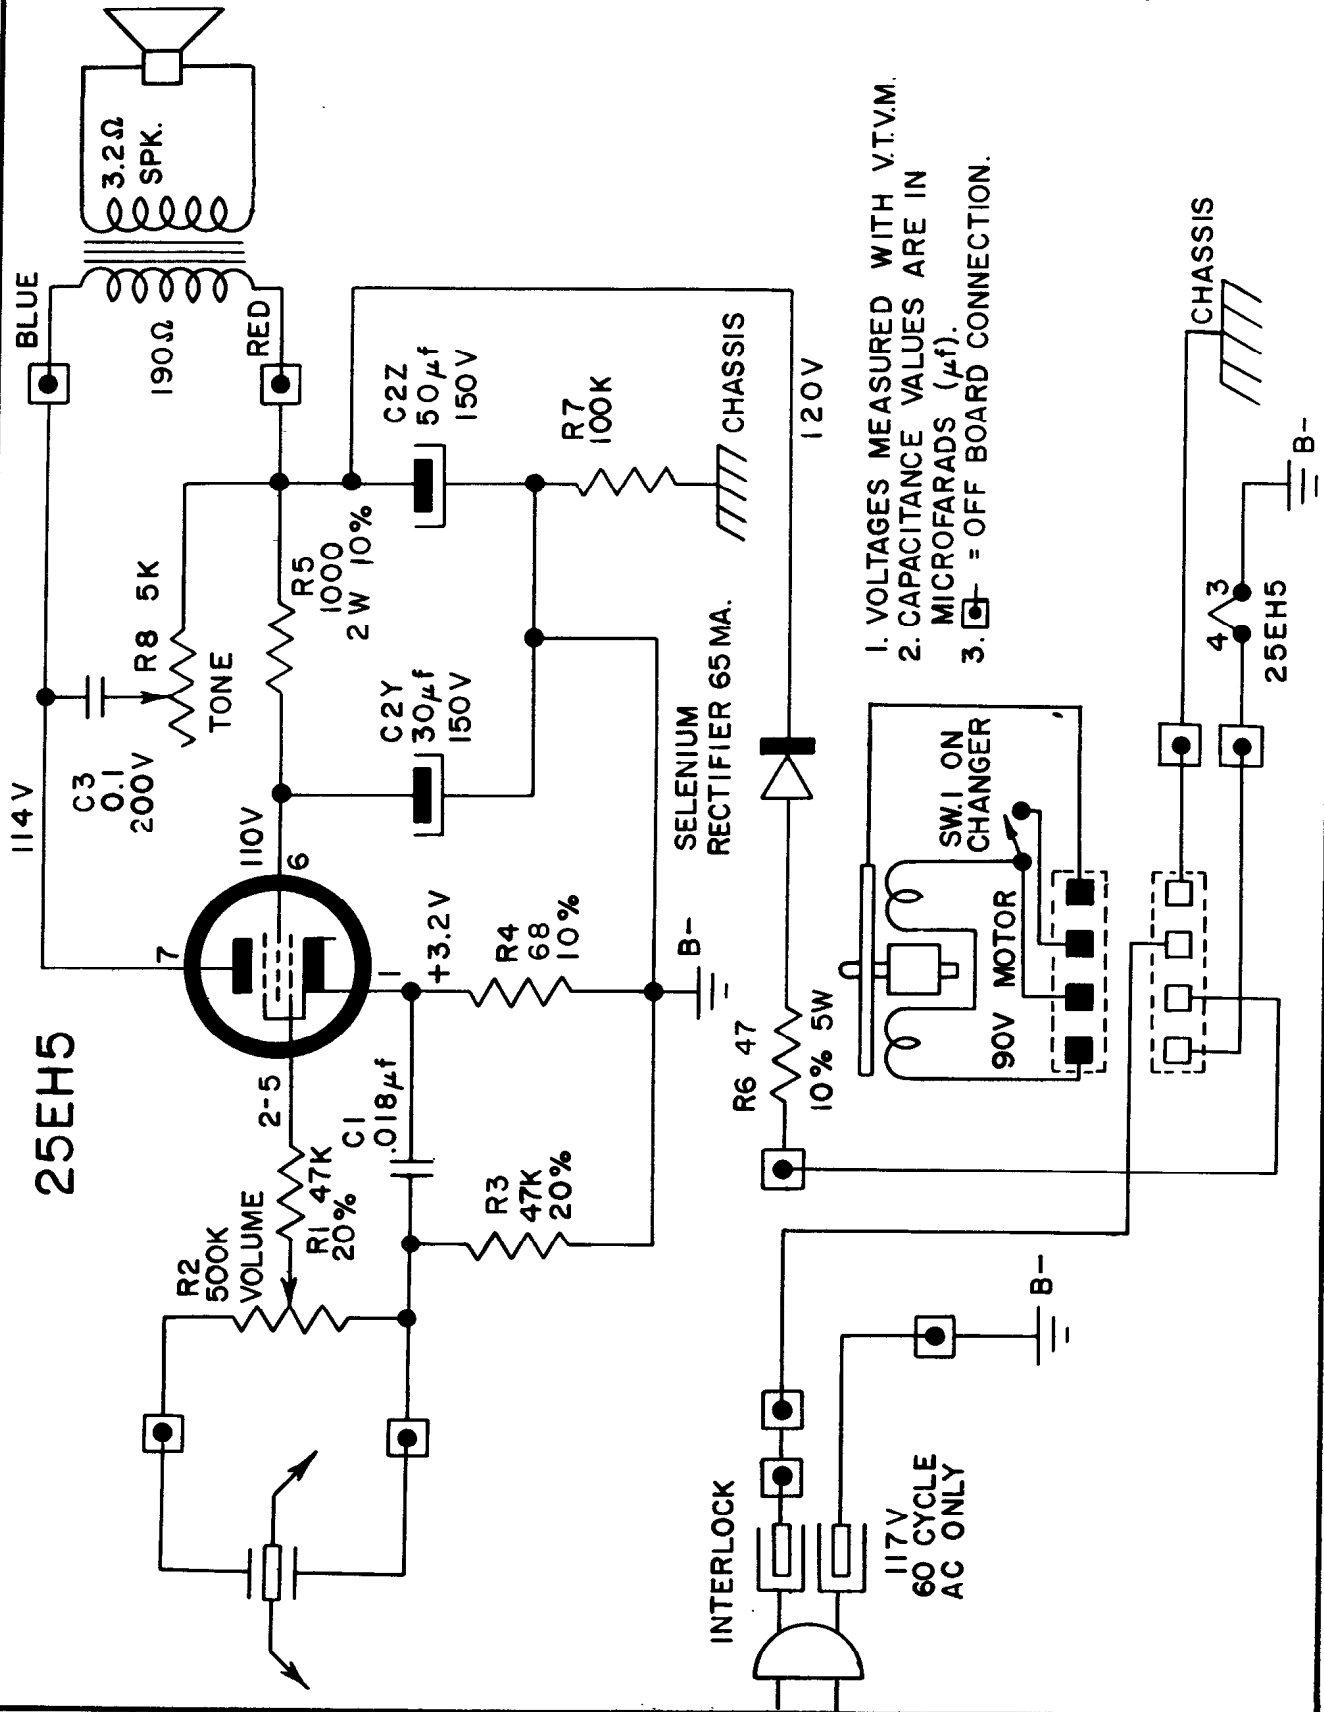 25EH5
114V
BLUE
3.2Ω
SPK.
190Ω
RED
C3
0.1
200V
R8 5K
TONE
7
110V
6
R5
1000
2W 10%
C2Z
50µf
150V
C2Y
30µf
150V
R7
100K
CHASSIS
R2
500K
VOLUME
R1 47K
20%
2-5
1
+3.2V
C1
.018µf
R4
68
10%
R3
47K
20%
B-
SELENIUM
RECTIFIER 65MA.
120V
R6 47
10% 5W
INTERLOCK
117V
60 CYCLE
AC ONLY
B-
90V MOTOR
SW.1 ON
CHANGER
1. VOLTAGES MEASURED WITH V.T.V.M.
2. CAPACITANCE VALUES ARE IN
MICROFARADS (µf).
3. = OFF BOARD CONNECTION.
4 3
25EH5
B-
CHASSIS